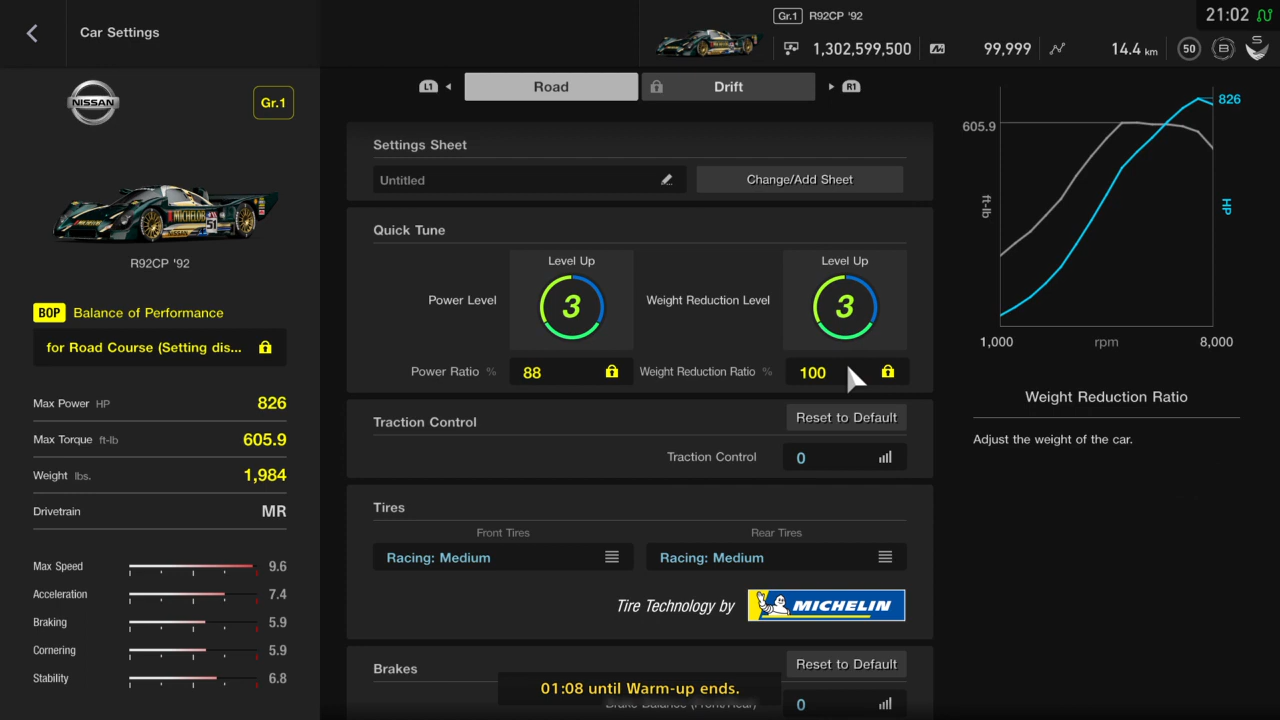 Car Settings
Gr.1 R92CP '92
21:02
1,302,599,500
99,999
14.4 km
50
B
S
NISSAN
Gr.1
R92CP '92
BOP Balance of Performance
for Road Course (Setting dis...
Max Power HP 826
Max Torque ft-lb 605.9
Weight lbs. 1,984
Drivetrain MR
Max Speed 9.6
Acceleration 7.4
Braking 5.9
Cornering 5.9
Stability 6.8
L1 Road Drift R1
Settings Sheet
Untitled Change/Add Sheet
Quick Tune
Level Up Level Up
Power Level 3 Weight Reduction Level 3
Power Ratio % 88 Weight Reduction Ratio % 100
Traction Control Reset to Default
Traction Control 0
Tires
Front Tires Rear Tires
Racing: Medium Racing: Medium
Tire Technology by MICHELIN
Brakes Reset to Default
01:08 until Warm-up ends.
Brake Balance (Front/Rear) 0
826
605.9
ft-lb
HP
1,000 rpm 8,000
Weight Reduction Ratio
Adjust the weight of the car.